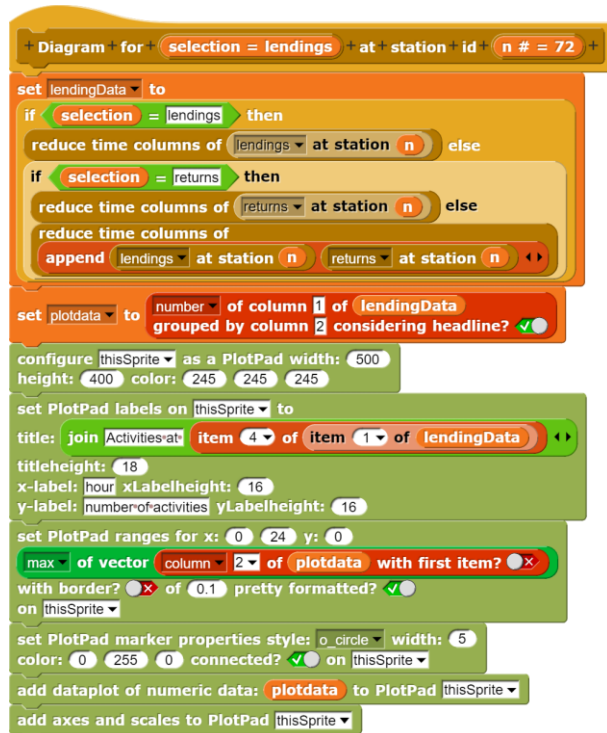 + Diagram + for + selection = lendings + at + station + id + n # = 72 +
set lendingData to
if selection = lendings then
reduce time columns of lendings at station n else
if selection = returns then
reduce time columns of returns at station n else
reduce time columns of
append lendings at station n returns at station n
set plotdata to number of column 1 of lendingData
grouped by column 2 considering headline?
configure thisSprite as a PlotPad width: 500
height: 400 color: 245 245 245
set PlotPad labels on thisSprite to
title: join Activities at item 4 of item 1 of lendingData
titleheight: 18
x-label: hour xLabelheight: 16
y-label: number of activities yLabelheight: 16
set PlotPad ranges for x: 0 24 y: 0
max of vector column 2 of plotdata with first item?
with border? of 0.1 pretty formatted?
on thisSprite
set PlotPad marker properties style: o_circle width: 5
color: 0 255 0 connected? on thisSprite
add dataplot of numeric data: plotdata to PlotPad thisSprite
add axes and scales to PlotPad thisSprite